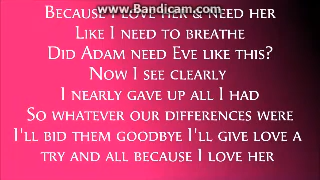 www.Bandicam.com
Because I love her & need her
Like I need to breathe
Did Adam need Eve like this?
Now I see clearly
I nearly gave up all I had
So whatever our differences were
I'll bid them goodbye I'll give love a
try and all because I love her